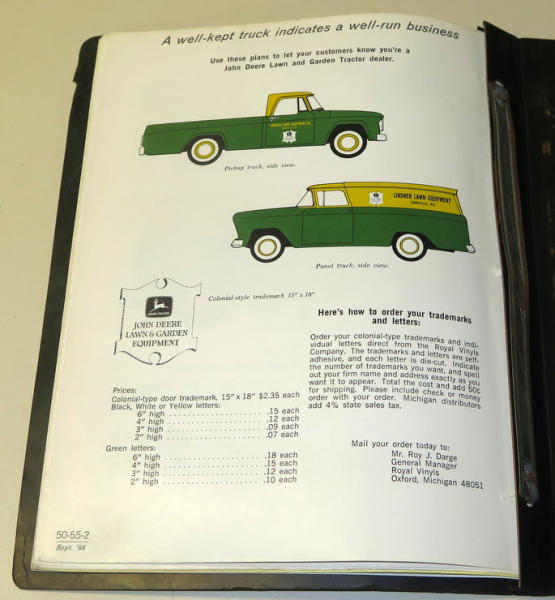 A well-kept truck indicates a well-run business
Use these plans to let your customers know you're a
John Deere Lawn and Garden Tractor dealer.
LINDNER LAWN EQUIPMENT CO.
Pickup truck, side view.
LINDNER LAWN EQUIPMENT
Panel truck, side view.
Colonial-style trademark 15" x 18"
JOHN DEERE
JOHN DEERE
LAWN & GARDEN
EQUIPMENT
Here's how to order your trademarks
and letters:
Order your colonial-type trademarks and indi-
vidual letters direct from the Royal Vinyls
Company. The trademarks and letters are self-
adhesive, and each letter is die-cut. Indicate
the number of trademarks you want, and spell
out your firm name and address exactly as you
want it to appear. Total the cost and add 50¢
for shipping. Please include check or money
order with your order. Michigan distributors
add 4% state sales tax.
Prices:
Colonial-type door trademark, 15" x 18" $2.35 each
Black, White or Yellow letters:
6" high . . . . . . . . . . . . . . . . . . . . . .15 each
4" high . . . . . . . . . . . . . . . . . . . . . .12 each
3" high . . . . . . . . . . . . . . . . . . . . . .09 each
2" high . . . . . . . . . . . . . . . . . . . . . .07 each
Green letters:
6" high . . . . . . . . . . . . . . . . . . . . . .18 each
4" high . . . . . . . . . . . . . . . . . . . . . .15 each
3" high . . . . . . . . . . . . . . . . . . . . . .12 each
2" high . . . . . . . . . . . . . . . . . . . . . .10 each
Mail your order today to:
Mr. Roy J. Darge
General Manager
Royal Vinyls
Oxford, Michigan 48051
50-55-2
Sept. '68